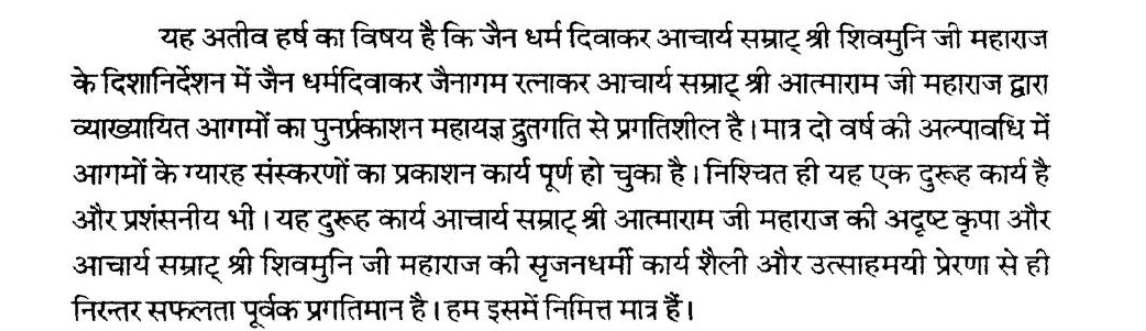 यह अतीव हर्ष का विषय है कि जैन धर्म दिवाकर आचार्य सम्राट् श्री शिवमुनि जी महाराज
के दिशानिर्देशन में जैन धर्मदिवाकर जैनागम रत्नाकर आचार्य सम्राट् श्री आत्माराम जी महाराज द्वारा
व्याख्यायित आगमों का पुनर्प्रकाशन महायज्ञ द्रुतगति से प्रगतिशील है। मात्र दो वर्ष की अल्पावधि में
आगमों के ग्यारह संस्करणों का प्रकाशन कार्य पूर्ण हो चुका है। निश्चित ही यह एक दुरूह कार्य है
और प्रशंसनीय भी। यह दुरूह कार्य आचार्य सम्राट् श्री आत्माराम जी महाराज की अदृष्ट कृपा और
आचार्य सम्राट् श्री शिवमुनि जी महाराज की सृजनधर्मी कार्य शैली और उत्साहमयी प्रेरणा से ही
निरन्तर सफलता पूर्वक प्रगतिमान है। हम इसमें निमित्त मात्र हैं।